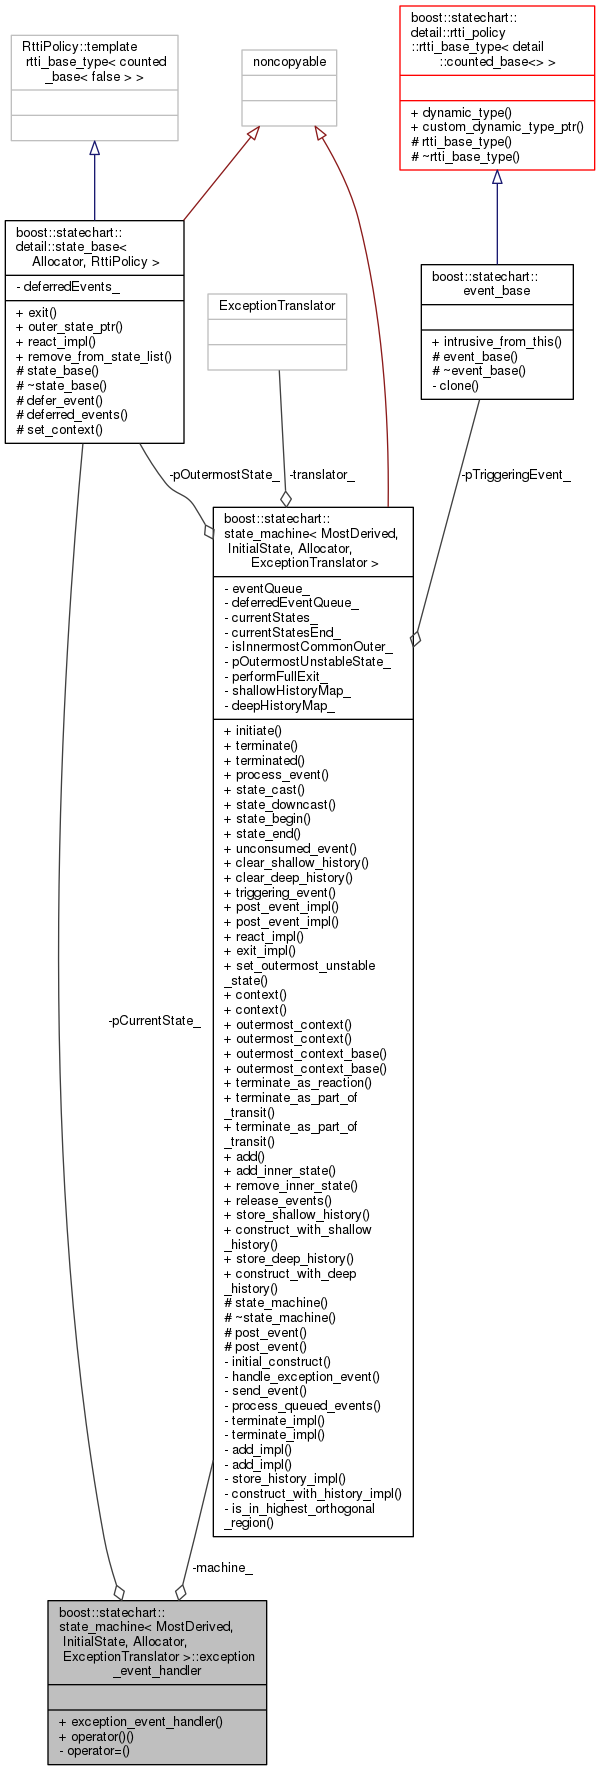 RttiPolicy::template
rtti_base_type< counted
_base< false > >
noncopyable
boost::statechart::
detail::rtti_policy
::rtti_base_type< detail
::counted_base<> >
+ dynamic_type()
+ custom_dynamic_type_ptr()
# rtti_base_type()
# ~rtti_base_type()
boost::statechart::
detail::state_base<
Allocator, RttiPolicy >
- deferredEvents_
+ exit()
+ outer_state_ptr()
+ react_impl()
+ remove_from_state_list()
# state_base()
# ~state_base()
# defer_event()
# deferred_events()
# set_context()
ExceptionTranslator
boost::statechart::
event_base
+ intrusive_from_this()
# event_base()
# ~event_base()
- clone()
-pOutermostState_
-translator_
-pTriggeringEvent_
boost::statechart::
state_machine< MostDerived,
InitialState, Allocator,
ExceptionTranslator >
- eventQueue_
- deferredEventQueue_
- currentStates_
- currentStatesEnd_
- isInnermostCommonOuter_
- pOutermostUnstableState_
- performFullExit_
- shallowHistoryMap_
- deepHistoryMap_
+ initiate()
+ terminate()
+ terminated()
+ process_event()
+ state_cast()
+ state_downcast()
+ state_begin()
+ state_end()
+ unconsumed_event()
+ clear_shallow_history()
+ clear_deep_history()
+ triggering_event()
+ post_event_impl()
+ post_event_impl()
+ react_impl()
+ exit_impl()
+ set_outermost_unstable
_state()
+ context()
+ context()
+ outermost_context()
+ outermost_context()
+ outermost_context_base()
+ outermost_context_base()
+ terminate_as_reaction()
+ terminate_as_part_of
_transit()
+ terminate_as_part_of
_transit()
+ add()
+ add_inner_state()
+ remove_inner_state()
+ release_events()
+ store_shallow_history()
+ construct_with_shallow
_history()
+ store_deep_history()
+ construct_with_deep
_history()
# state_machine()
# ~state_machine()
# post_event()
# post_event()
- initial_construct()
- handle_exception_event()
- send_event()
- process_queued_events()
- terminate_impl()
- terminate_impl()
- add_impl()
- add_impl()
- store_history_impl()
- construct_with_history_impl()
- is_in_highest_orthogonal
_region()
-pCurrentState_
-machine_
boost::statechart::
state_machine< MostDerived,
InitialState, Allocator,
ExceptionTranslator >::exception
_event_handler
+ exception_event_handler()
+ operator()()
- operator=()